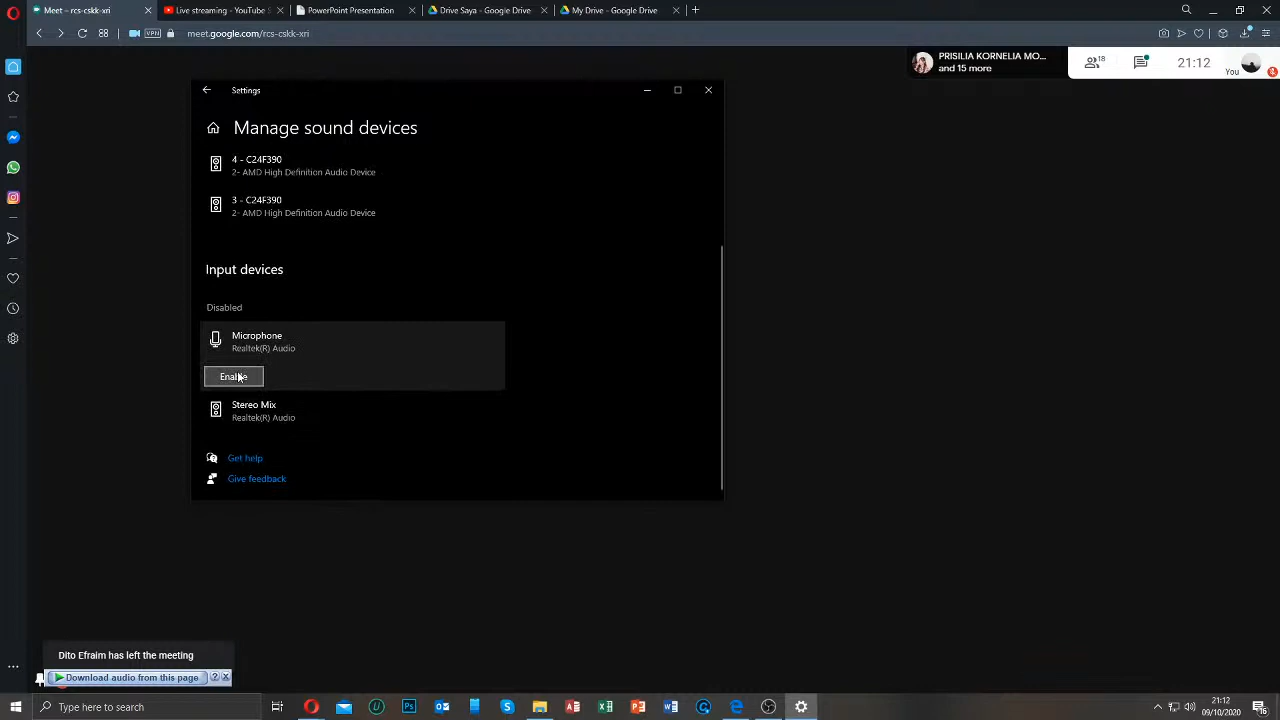 Meet – rcs-cskk-xri
Live streaming - YouTube S
PowerPoint Presentation
Drive Saya - Google Drive
My Drive - Google Drive
VPN
meet.google.com/rcs-cskk-xri
PRISILIA KORNELIA MO...
and 15 more
18
21:12
You
Settings
Manage sound devices
4 - C24F390
2- AMD High Definition Audio Device
3 - C24F390
2- AMD High Definition Audio Device
Input devices
Disabled
Microphone
Realtek(R) Audio
Enable
Stereo Mix
Realtek(R) Audio
Get help
Give feedback
Dito Efraim has left the meeting
Download audio from this page
?
Type here to search
21:12
09/10/2020